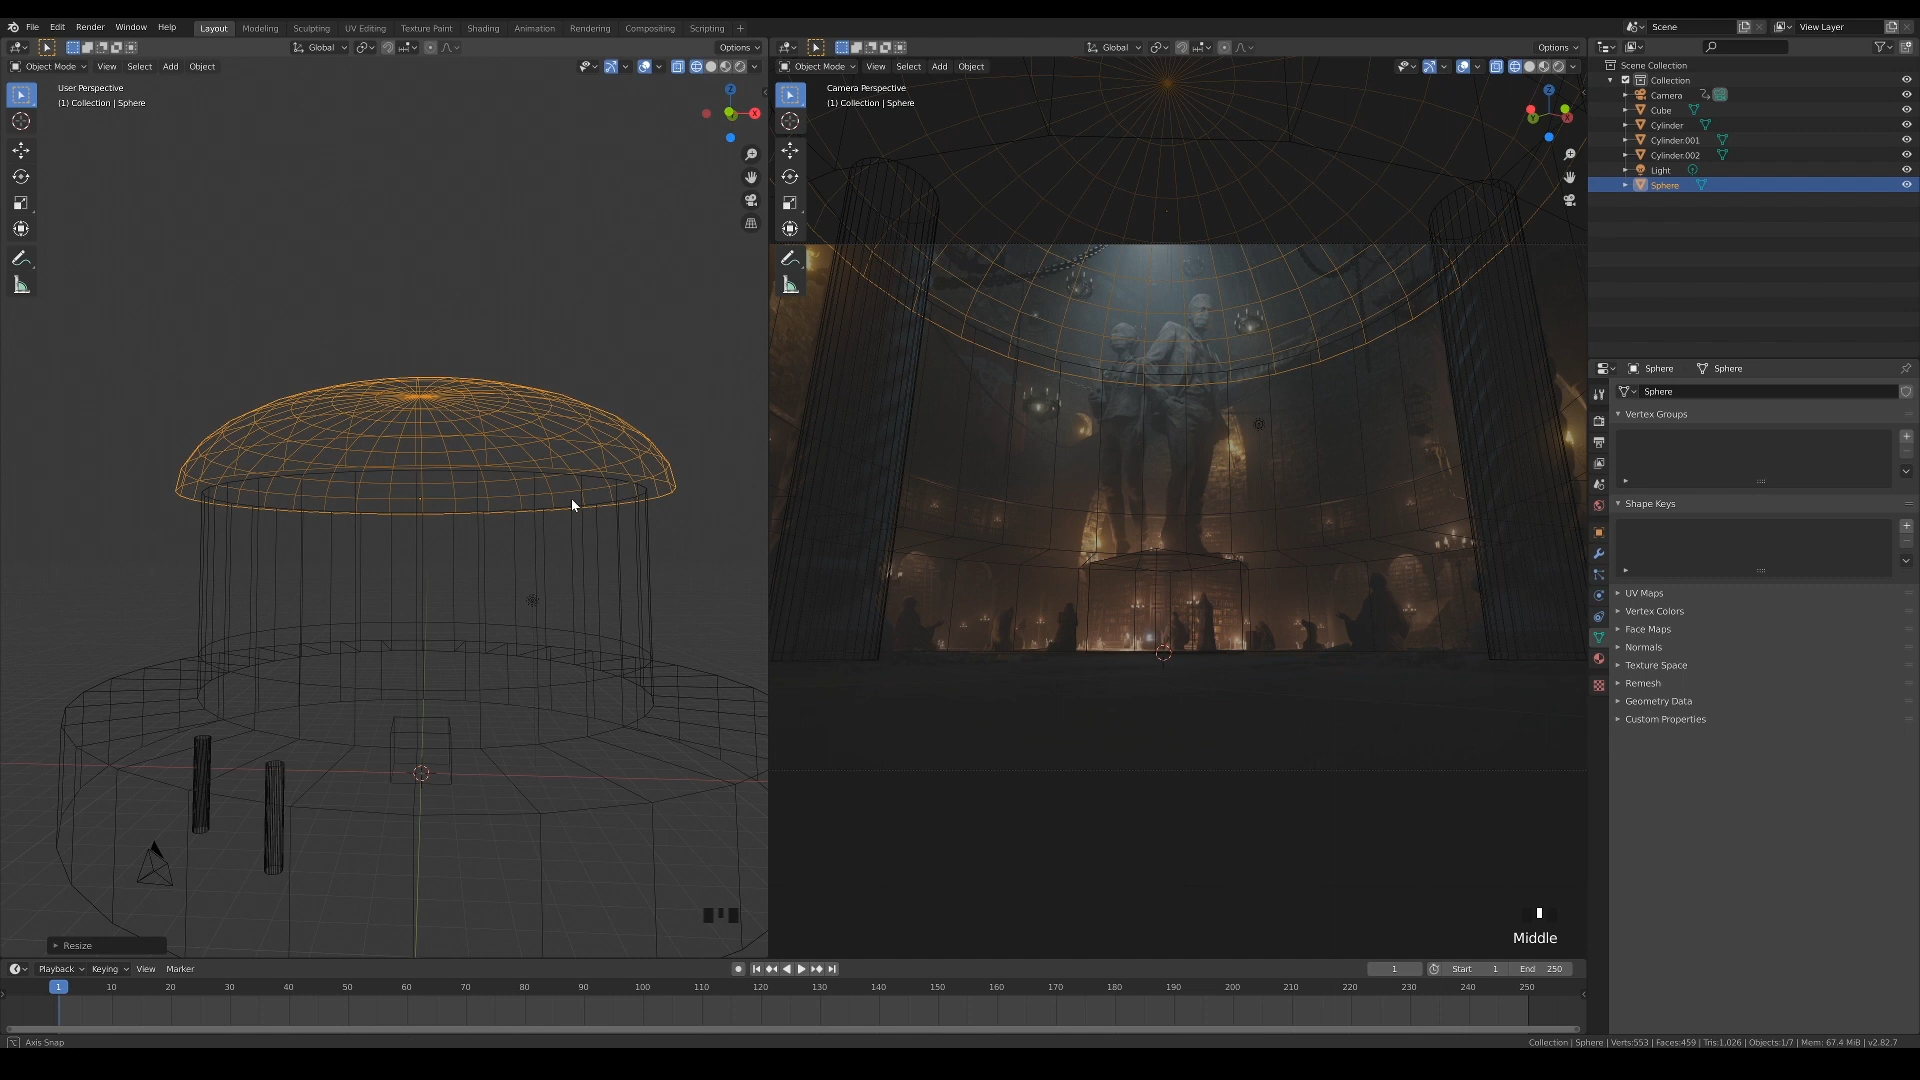 File Edit Render Window Help Layout Modeling Sculpting UV Editing Texture Paint Shading Animation Rendering Compositing Scripting + Scene View Layer
Global Options Global Options
Object Mode View Select Add Object Object Mode View Select Add Object
User Perspective
(1) Collection | Sphere
Camera Perspective
(1) Collection | Sphere
Scene Collection
Collection
Camera
Cube
Cylinder
Cylinder.001
Cylinder.002
Light
Sphere
Sphere Sphere
Sphere
Vertex Groups
Shape Keys
UV Maps
Vertex Colors
Face Maps
Normals
Texture Space
Remesh
Geometry Data
Custom Properties
Z
X
Z
Y
X
Middle
Resize
Playback Keying View Marker 1 Start 1 End 250
1 10 20 30 40 50 60 70 80 90 100 110 120 130 140 150 160 170 180 190 200 210 220 230 240 250
Axis Snap
Collection | Sphere | Verts:553 | Faces:459 | Tris:1,026 | Objects:1/7 | Mem: 67.4 MiB | v2.82.7